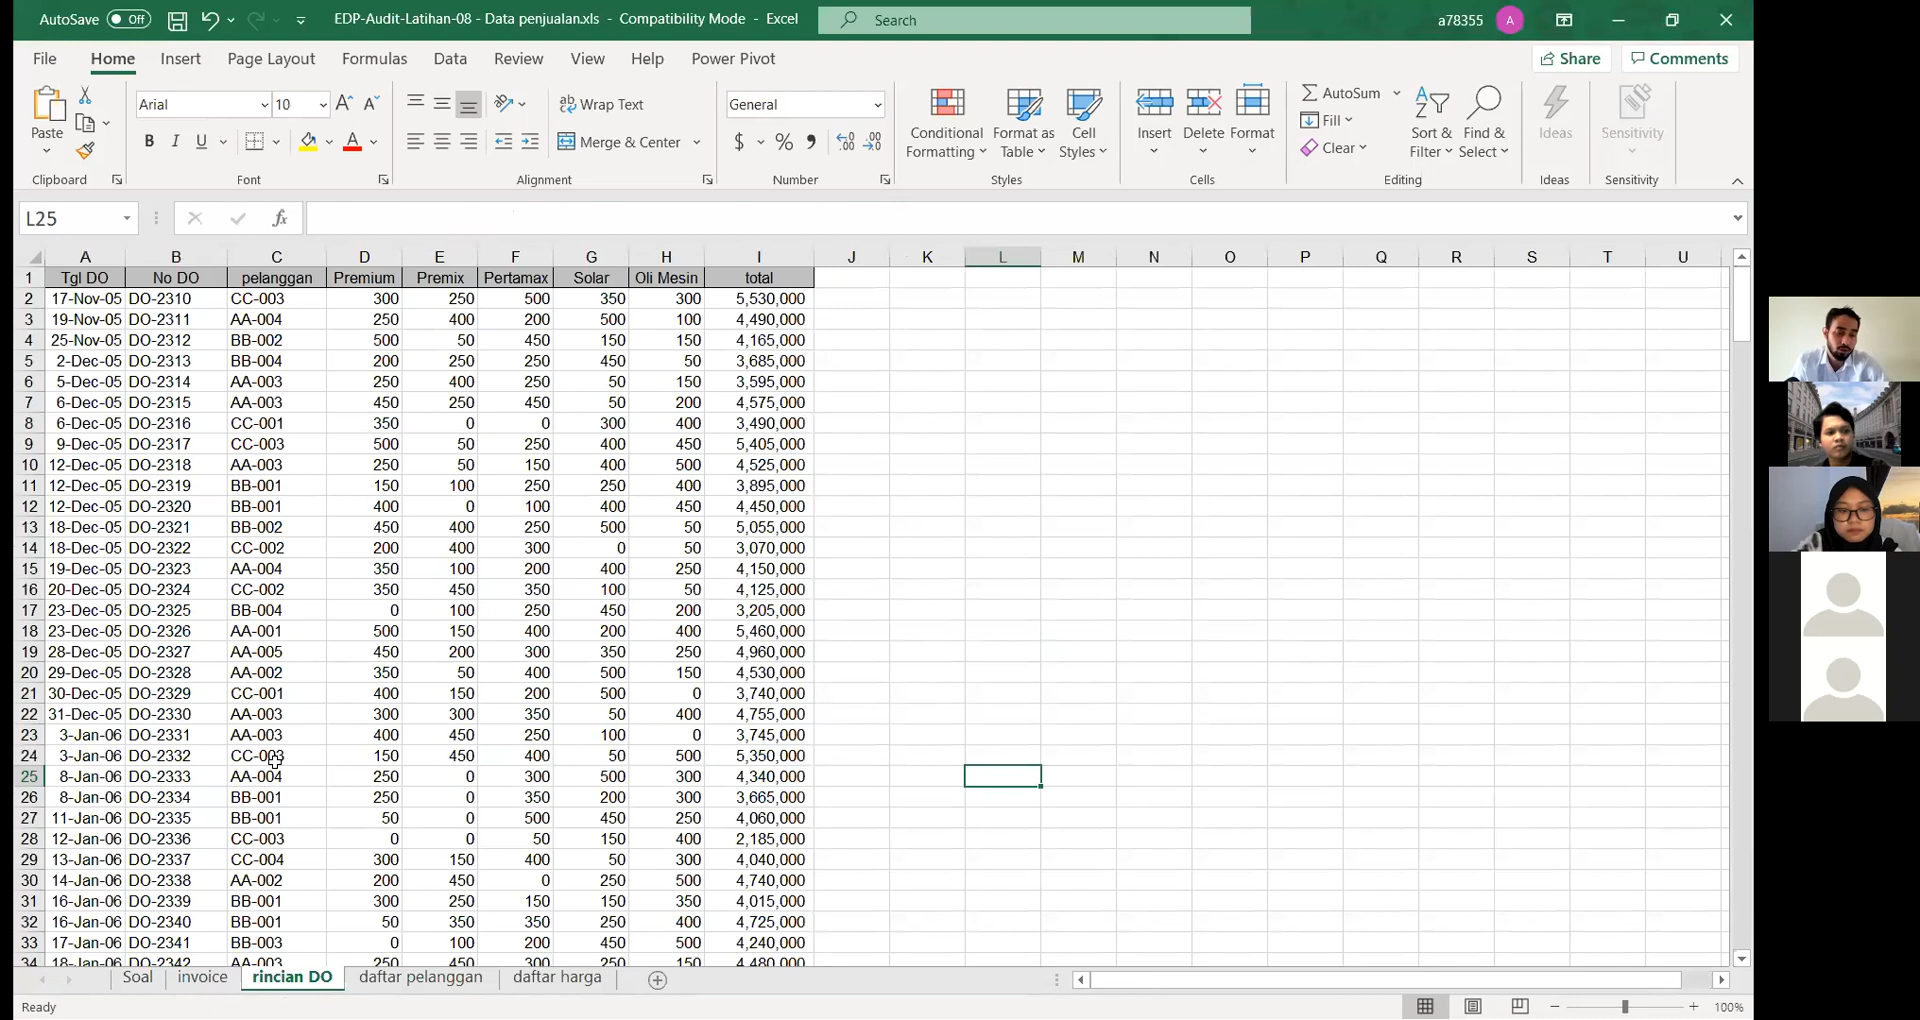 AutoSave Off EDP-Audit-Latihan-08 - Data penjualan.xls - Compatibility Mode - Excel Search a78355 A
File Home Insert Page Layout Formulas Data Review View Help Power Pivot Share Comments
Paste Arial 10 Wrap Text General Conditional Formatting Format as Table Cell Styles Insert Delete Format AutoSum Sort & Filter Find & Select Ideas Sensitivity
B I U Merge & Center $ % Fill
Clear
Clipboard Font Alignment Number Styles Cells Editing Ideas Sensitivity
L25 fx
A B C D E F G H I J K L M N O P Q R S T U
1 Tgl DO No DO pelanggan Premium Premix Pertamax Solar Oli Mesin total
2 17-Nov-05 DO-2310 CC-003 300 250 500 350 300 5,530,000
3 19-Nov-05 DO-2311 AA-004 250 400 200 500 100 4,490,000
4 25-Nov-05 DO-2312 BB-002 500 50 450 150 150 4,165,000
5 2-Dec-05 DO-2313 BB-004 200 250 250 450 50 3,685,000
6 5-Dec-05 DO-2314 AA-003 250 400 250 50 150 3,595,000
7 6-Dec-05 DO-2315 AA-003 450 250 450 50 200 4,575,000
8 6-Dec-05 DO-2316 CC-001 350 0 0 300 400 3,490,000
9 9-Dec-05 DO-2317 CC-003 500 50 250 400 450 5,405,000
10 12-Dec-05 DO-2318 AA-003 250 50 150 400 500 4,525,000
11 12-Dec-05 DO-2319 BB-001 150 100 250 250 400 3,895,000
12 12-Dec-05 DO-2320 BB-001 400 0 100 400 400 4,450,000
13 18-Dec-05 DO-2321 BB-002 450 400 250 500 50 5,055,000
14 18-Dec-05 DO-2322 CC-002 200 400 300 0 50 3,070,000
15 19-Dec-05 DO-2323 AA-004 350 100 200 400 250 4,150,000
16 20-Dec-05 DO-2324 CC-002 350 450 350 100 50 4,125,000
17 23-Dec-05 DO-2325 BB-004 0 100 250 450 200 3,205,000
18 23-Dec-05 DO-2326 AA-001 500 150 400 200 400 5,460,000
19 28-Dec-05 DO-2327 AA-005 450 200 300 350 250 4,960,000
20 29-Dec-05 DO-2328 AA-002 350 50 400 500 150 4,530,000
21 30-Dec-05 DO-2329 CC-001 400 150 200 500 0 3,740,000
22 31-Dec-05 DO-2330 AA-003 300 300 350 50 400 4,755,000
23 3-Jan-06 DO-2331 AA-003 400 450 250 100 0 3,745,000
24 3-Jan-06 DO-2332 CC-003 150 450 400 50 500 5,350,000
25 8-Jan-06 DO-2333 AA-004 250 0 300 500 300 4,340,000
26 8-Jan-06 DO-2334 BB-001 250 0 350 200 300 3,665,000
27 11-Jan-06 DO-2335 BB-001 50 0 500 450 250 4,060,000
28 12-Jan-06 DO-2336 CC-003 0 0 50 150 400 2,185,000
29 13-Jan-06 DO-2337 CC-004 300 150 400 50 300 4,040,000
30 14-Jan-06 DO-2338 AA-002 200 450 0 250 500 4,740,000
31 16-Jan-06 DO-2339 BB-001 300 250 150 150 350 4,015,000
32 16-Jan-06 DO-2340 BB-001 50 350 350 250 400 4,725,000
33 17-Jan-06 DO-2341 BB-003 0 100 200 450 500 4,240,000
34 18-Jan-06 DO-2342 AA-003 250 450 300 250 150 4,480,000
Soal invoice rincian DO daftar pelanggan daftar harga
Ready 100%